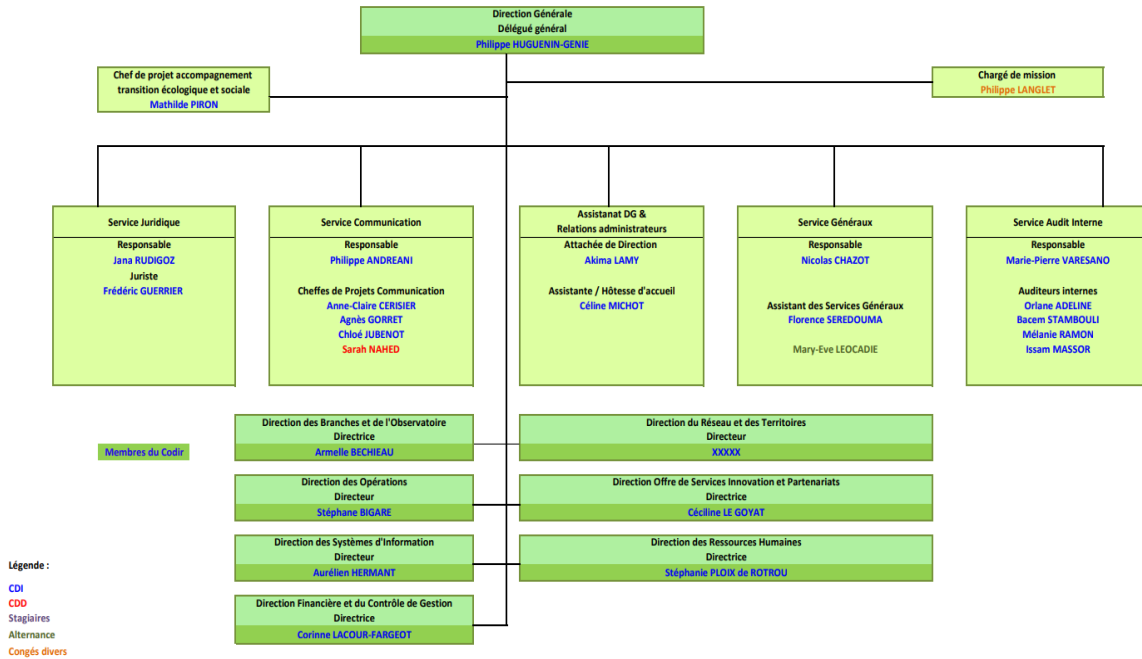 Direction Générale
Délégué général
Philippe HUGUENIN-GENIE
Chef de projet accompagnement
transition écologique et sociale
Mathilde PIRON
Chargé de mission
Philippe LANGLET
Service Juridique
Responsable
Jana RUDIGOZ
Juriste
Frédéric GUERRIER
Service Communication
Responsable
Philippe ANDREANI
Cheffes de Projets Communication
Anne-Claire CERISIER
Agnès GORRET
Chloé JUBENOT
Sarah NAHED
Assistanat DG &
Relations administrateurs
Attachée de Direction
Akima LAMY
Assistante / Hôtesse d'accueil
Céline MICHOT
Service Généraux
Responsable
Nicolas CHAZOT
Assistant des Services Généraux
Florence SEREDOUMA
Mary-Eve LEOCADIE
Service Audit Interne
Responsable
Marie-Pierre VARESANO
Auditeurs internes
Orlane ADELINE
Bacem STAMBOULI
Mélanie RAMON
Issam MASSOR
Membres du Codir
Direction des Branches et de l'Observatoire
Directrice
Armelle BECHIEAU
Direction du Réseau et des Territoires
Directeur
XXXXX
Direction des Opérations
Directeur
Stéphane BIGARE
Direction Offre de Services Innovation et Partenariats
Directrice
Céciline LE GOYAT
Direction des Systèmes d'Information
Directeur
Aurélien HERMANT
Direction des Ressources Humaines
Directrice
Stéphanie PLOIX de ROTROU
Direction Financière et du Contrôle de Gestion
Directrice
Corinne LACOUR-FARGEOT
Légende :
CDI
CDD
Stagiaires
Alternance
Congés divers